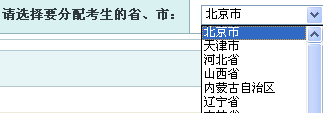 请选择要分配考生的省、市： 北京市
北京市
天津市
河北省
山西省
内蒙古自治区
辽宁省